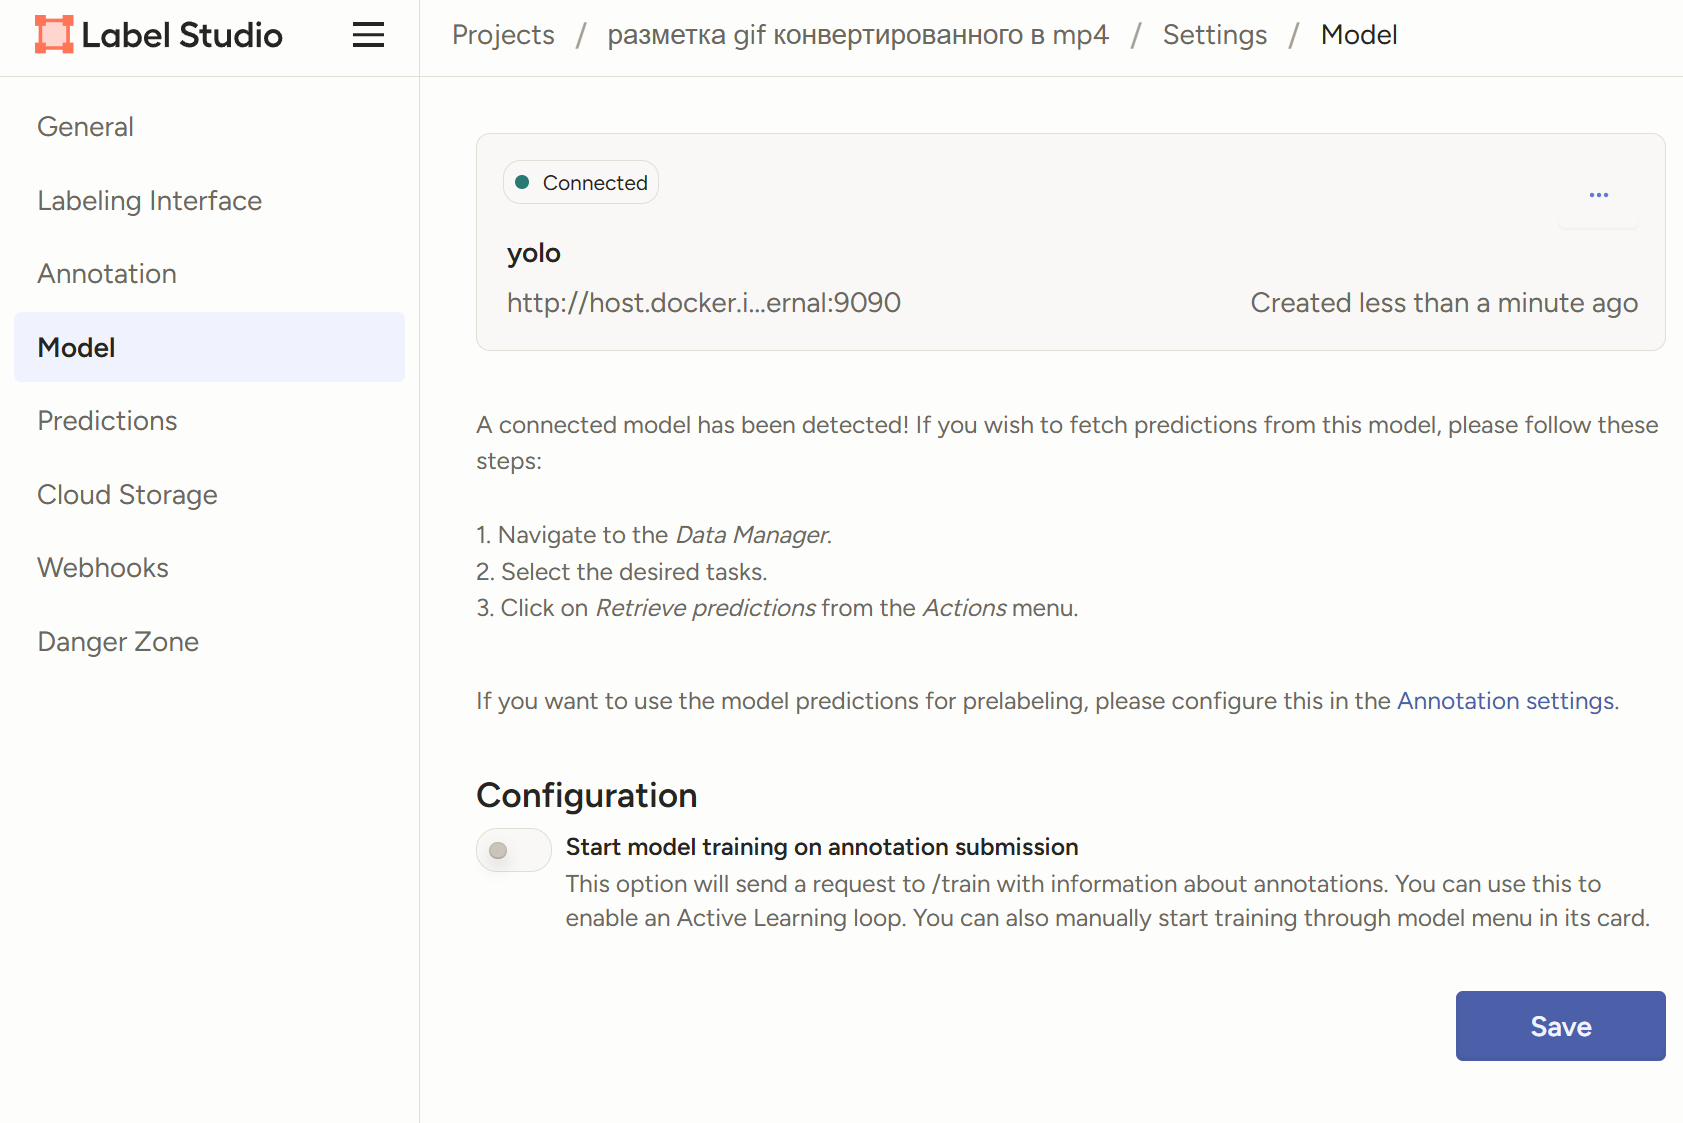 Label Studio
Projects / разметка gif конвертированного в mp4 / Settings / Model
General
Labeling Interface
Annotation
Model
Predictions
Cloud Storage
Webhooks
Danger Zone
Connected
...
yolo
http://host.docker.i...ernal:9090
Created less than a minute ago
A connected model has been detected! If you wish to fetch predictions from this model, please follow these
steps:
1. Navigate to the Data Manager.
2. Select the desired tasks.
3. Click on Retrieve predictions from the Actions menu.
If you want to use the model predictions for prelabeling, please configure this in the Annotation settings.
Configuration
Start model training on annotation submission
This option will send a request to /train with information about annotations. You can use this to
enable an Active Learning loop. You can also manually start training through model menu in its card.
Save